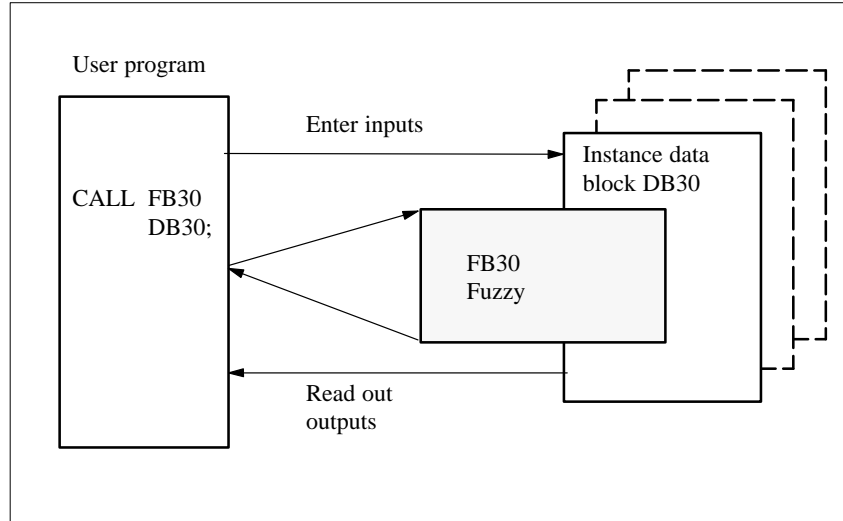 User program
Enter inputs
Instance data
block DB30
CALL FB30
DB30;
FB30
Fuzzy
Read out
outputs